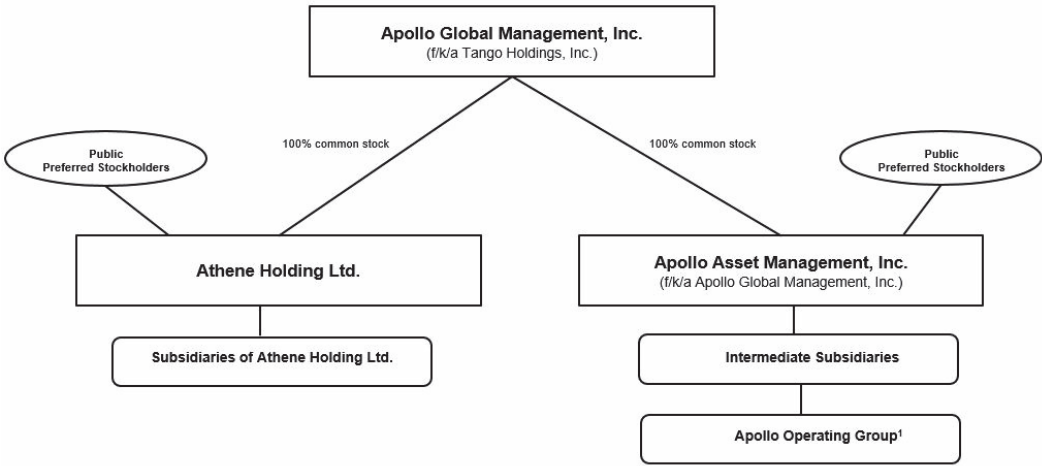 Apollo Global Management, Inc.
(f/k/a Tango Holdings, Inc.)
100% common stock
100% common stock
Public
Preferred Stockholders
Public
Preferred Stockholders
Athene Holding Ltd.
Apollo Asset Management, Inc.
(f/k/a Apollo Global Management, Inc.)
Subsidiaries of Athene Holding Ltd.
Intermediate Subsidiaries
Apollo Operating Group¹